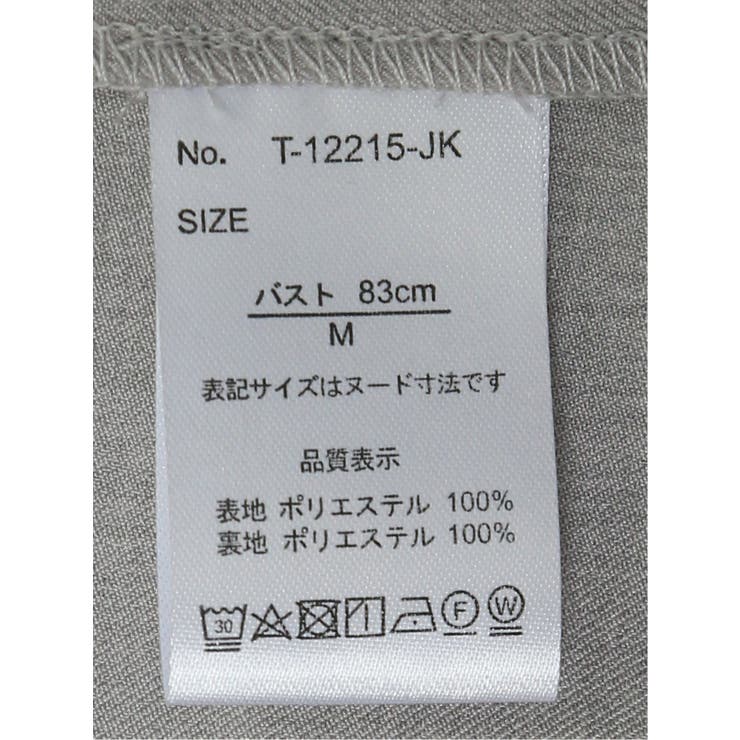 No. T-12215-JK
SIZE
バスト 83cm
M
表記サイズはヌード寸法です
品質表示
表地 ポリエステル 100%
裏地 ポリエステル 100%
30 F W